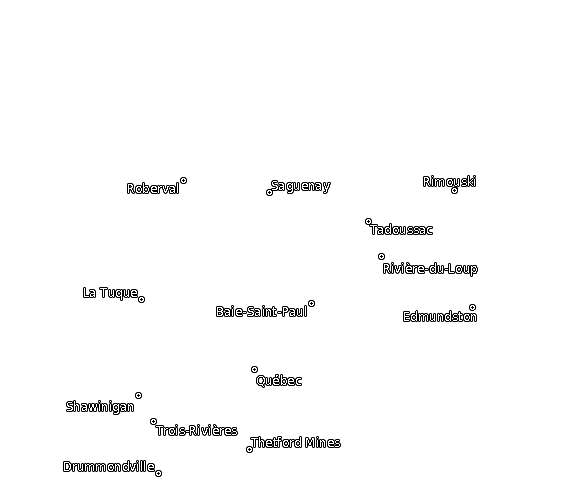 Rimouski
Saguenay
Roberval
Tadoussac
Rivière-du-Loup
La Tuque
Baie-Saint-Paul
Edmundston
Québec
Shawinigan
Trois-Rivières
Thetford Mines
Drummondville